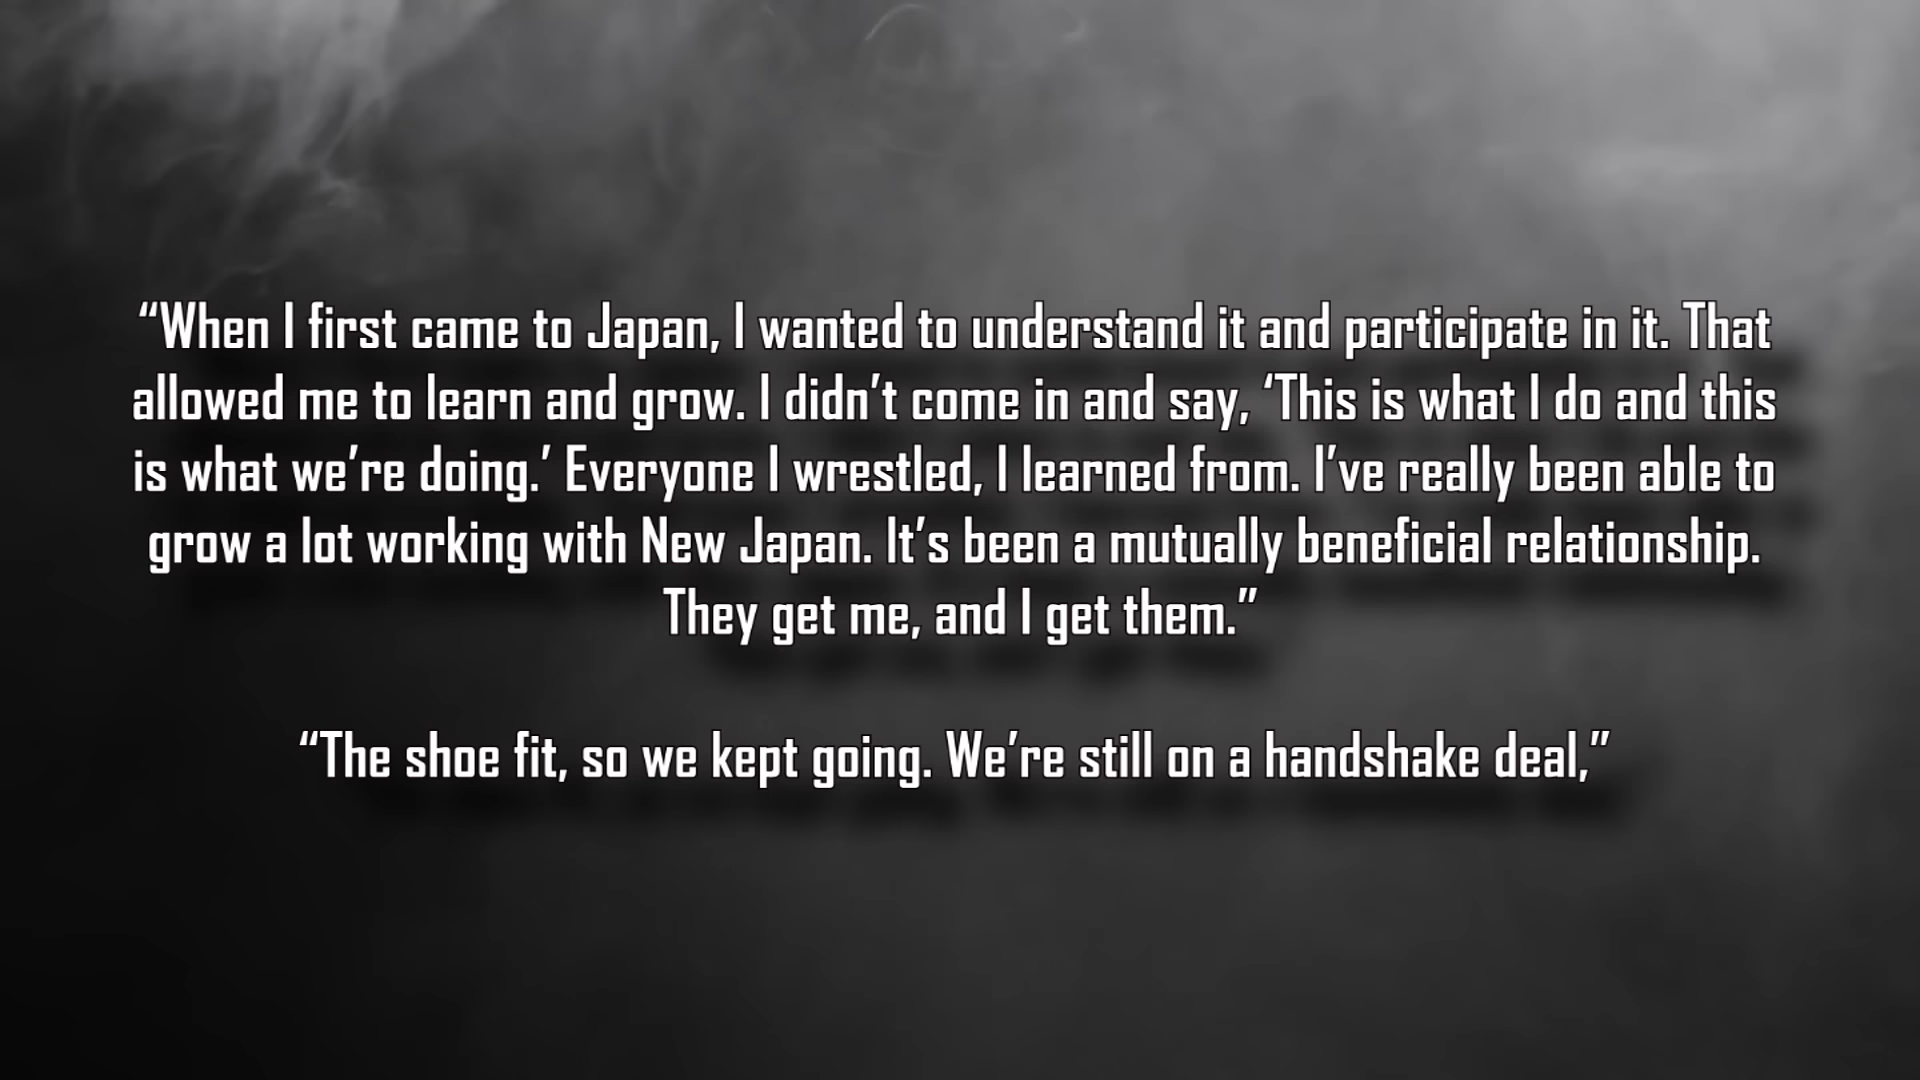 “When I first came to Japan, I wanted to understand it and participate in it. That
allowed me to learn and grow. I didn’t come in and say, ‘This is what I do and this
is what we’re doing.’ Everyone I wrestled, I learned from. I’ve really been able to
grow a lot working with New Japan. It’s been a mutually beneficial relationship.
They get me, and I get them.”
“The shoe fit, so we kept going. We’re still on a handshake deal,”